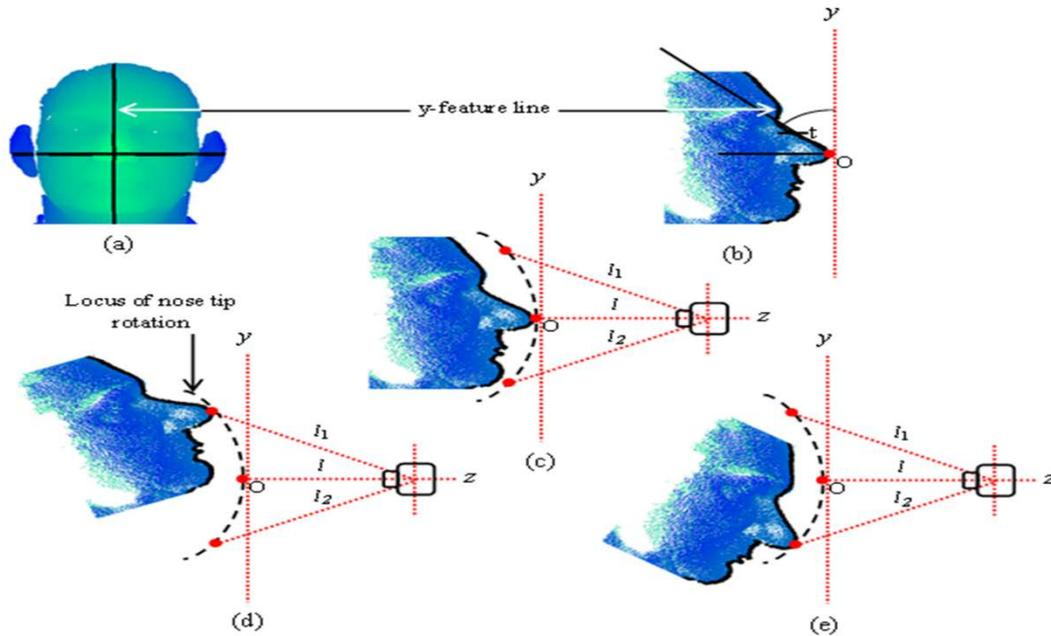 y
y-feature line
t
O
(a)
(b)
y
l₁
l
z
O
l₂
(c)
Locus of nose tip
rotation
y
l₁
l
z
O
l₂
(d)
y
l₁
l
z
O
l₂
(e)